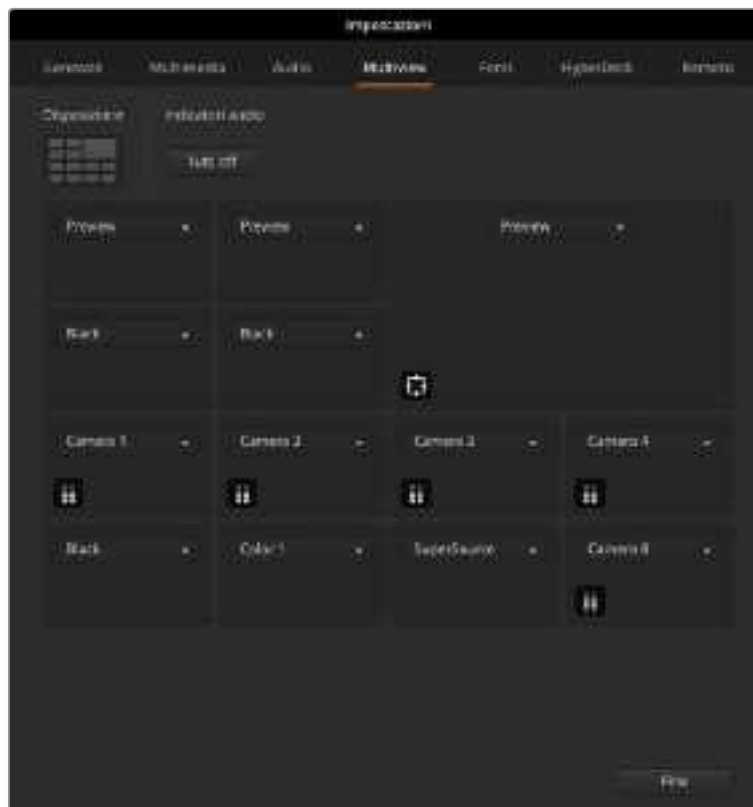 Impostazioni
Generale Multimedia Audio Multiview Fonti HyperDeck Remoto
Disposizione Indicatori audio
Tutti off
Preview Preview Preview
Black Black
Camera 1 Camera 2 Camera 3 Camera 4
Black Color 1 SuperSource Camera 8
Fine